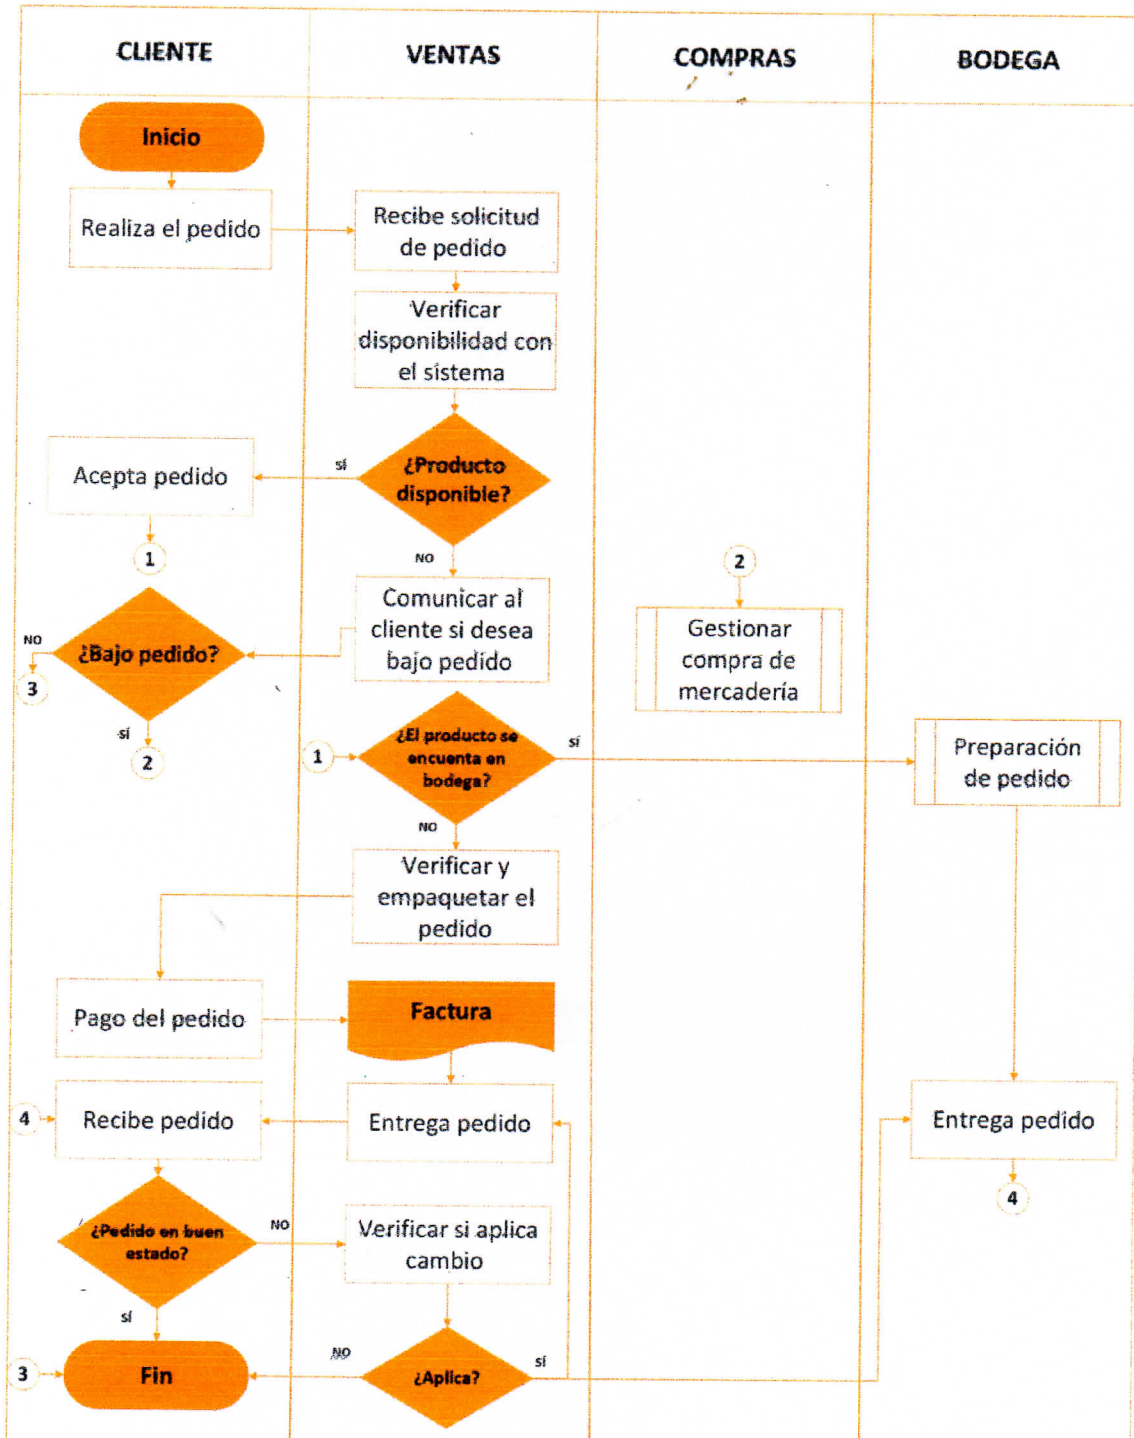 CLIENTE
VENTAS
COMPRAS
BODEGA
Inicio
Realiza el pedido
Recibe solicitud
de pedido
Verificar
disponibilidad con
el sistema
¿Producto
disponible?
sí
Acepta pedido
1
NO
Comunicar al
cliente si desea
bajo pedido
2
Gestionar
compra de
mercadería
¿Bajo pedido?
NO
3
sí
2
1
¿El producto se
encuenta en
bodega?
sí
Preparación
de pedido
NO
Verificar y
empaquetar el
pedido
Pago del pedido
Factura
4
Recibe pedido
Entrega pedido
Entrega pedido
4
¿Pedido en buen
estado?
NO
Verificar si aplica
cambio
sí
3
Fin
NO
¿Aplica?
sí